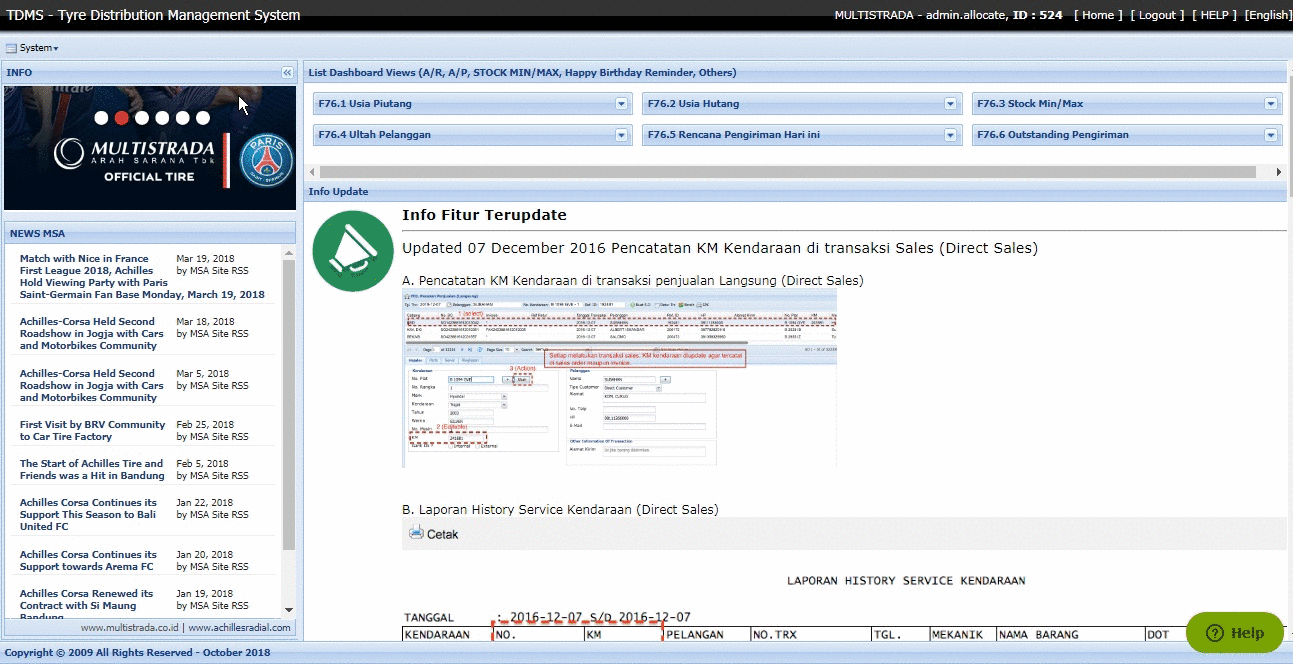 TDMS - Tyre Distribution Management System
MULTISTRADA - admin.allocate, ID : 524 [ Home ] [ Logout ] [ HELP ] [English]
System
INFO
MULTISTRADA
ARAH SARANA Tbk
OFFICIAL TIRE
PARIS
NEWS MSA
Match with Nice in France
First League 2018, Achilles
Hold Viewing Party with Paris
Saint-Germain Fan Base Monday, March 19, 2018
Mar 19, 2018
by MSA Site RSS
Achilles-Corsa Held Second
Roadshow in Jogja with Cars
and Motorbikes Community
Mar 18, 2018
by MSA Site RSS
Achilles-Corsa Held Second
Roadshow in Jogja with Cars
and Motorbikes Community
Mar 5, 2018
by MSA Site RSS
First Visit by BRV Community
to Car Tire Factory
Feb 25, 2018
by MSA Site RSS
The Start of Achilles Tire and
Friends was a Hit in Bandung
Feb 5, 2018
by MSA Site RSS
Achilles Corsa Continues its
Support This Season to Bali
United FC
Jan 22, 2018
by MSA Site RSS
Achilles Corsa Continues its
Support towards Arema FC
Jan 20, 2018
by MSA Site RSS
Achilles Corsa Renewed its
Contract with Si Maung
Bandung
Jan 19, 2018
by MSA Site RSS
www.multistrada.co.id | www.achillesradial.com
List Dashboard Views (A/R, A/P, STOCK MIN/MAX, Happy Birthday Reminder, Others)
F76.1 Usia Piutang
F76.2 Usia Hutang
F76.3 Stock Min/Max
F76.4 Ultah Pelanggan
F76.5 Rencana Pengiriman Hari ini
F76.6 Outstanding Pengiriman
Info Update
Info Fitur Terupdate
Updated 07 December 2016 Pencatatan KM Kendaraan di transaksi Sales (Direct Sales)
A. Pencatatan KM Kendaraan di transaksi penjualan Langsung (Direct Sales)
1 (select)
Setiap melakukan transaksi sales, KM kendaraan diupdate agar tercatat
di sales order maupun invoice.
3 (Action)
2 (Editable)
B. Laporan History Service Kendaraan (Direct Sales)
Cetak
LAPORAN HISTORY SERVICE KENDARAAN
TANGGAL : 2016-12-07 S/D 2016-12-07
KENDARAAN NO. KM PELANGAN NO.TRX TGL. MEKANIK NAMA BARANG DOT
Help
Copyright © 2009 All Rights Reserved - October 2018